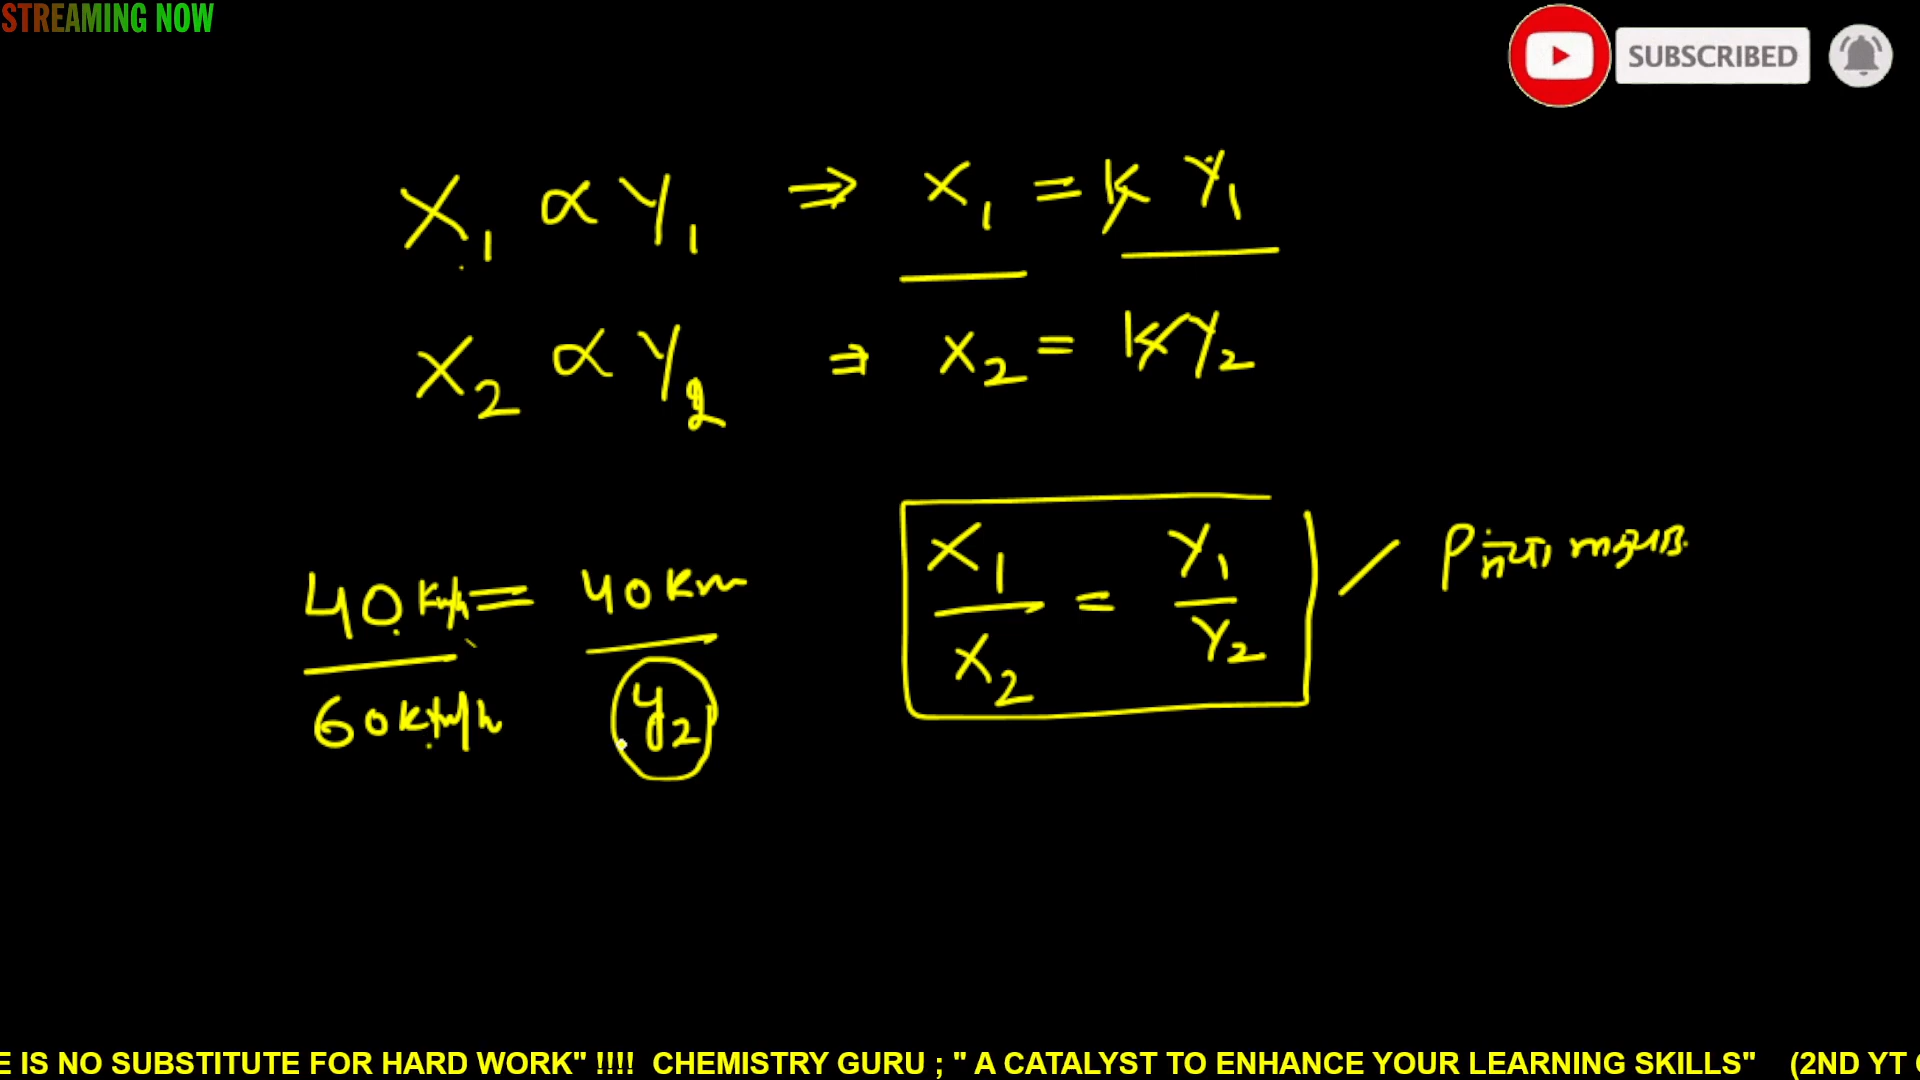 STREAMING NOW
SUBSCRIBED
X₁ ∝ Y₁ ⇒ X₁ = K Y₁
X₂ ∝ Y₂ ⇒ X₂ = K Y₂
40 Km/h / 60 Km/h = 40 Km / y₂
X₁ / X₂ = Y₁ / Y₂
E IS NO SUBSTITUTE FOR HARD WORK" !!!! CHEMISTRY GURU ; " A CATALYST TO ENHANCE YOUR LEARNING SKILLS" (2ND YT